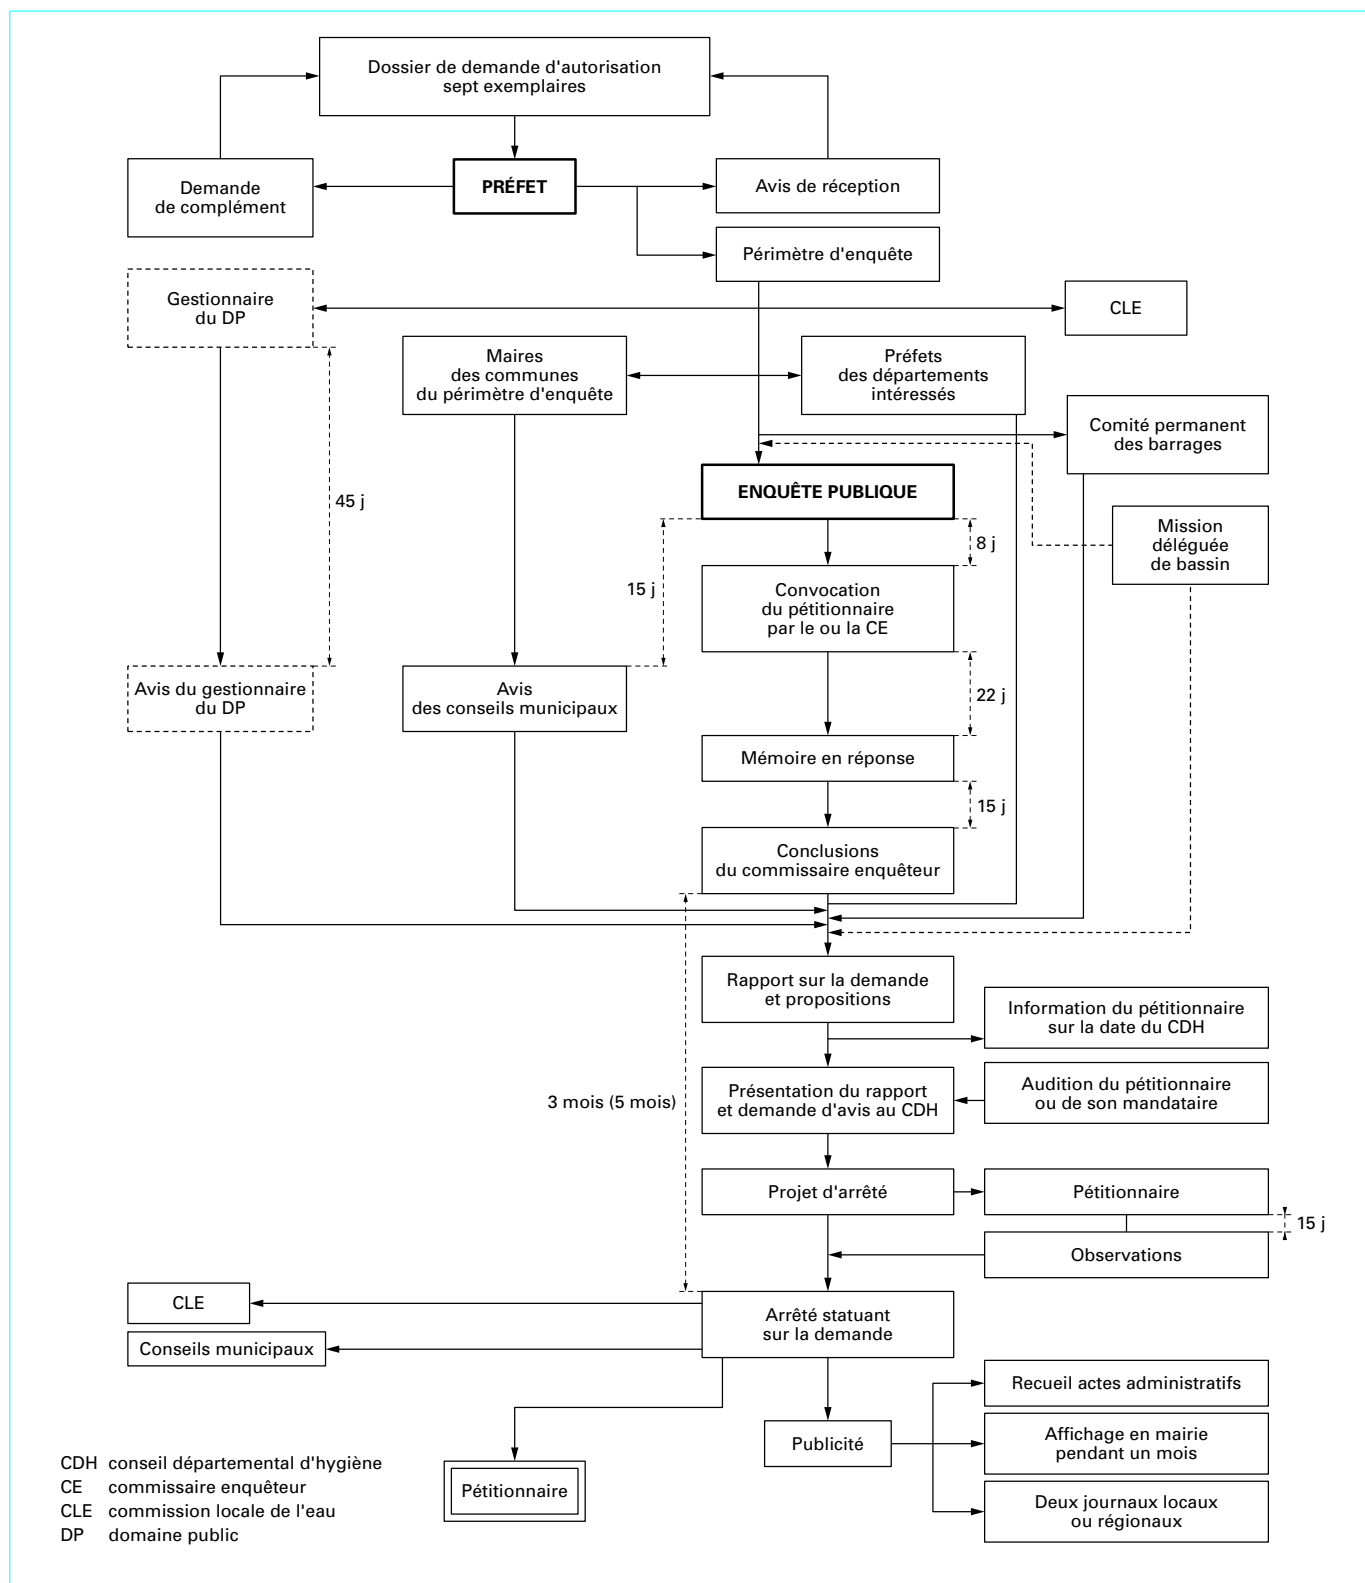 Dossier de demande d'autorisation
sept exemplaires
Demande
de complément
PRÉFET
Avis de réception
Périmètre d'enquête
Gestionnaire
du DP
CLE
Maires
des communes
du périmètre d'enquête
Préfets
des départements
intéressés
Comité permanent
des barrages
45 j
ENQUÊTE PUBLIQUE
8 j
Mission
déléguée
de bassin
15 j
Convocation
du pétitionnaire
par le ou la CE
Avis du gestionnaire
du DP
Avis
des conseils municipaux
22 j
Mémoire en réponse
15 j
Conclusions
du commissaire enquêteur
Rapport sur la demande
et propositions
Information du pétitionnaire
sur la date du CDH
3 mois (5 mois)
Présentation du rapport
et demande d'avis au CDH
Audition du pétitionnaire
ou de son mandataire
Projet d'arrêté
Pétitionnaire
15 j
Observations
CLE
Arrêté statuant
sur la demande
Conseils municipaux
Recueil actes administratifs
Publicité
Affichage en mairie
pendant un mois
Pétitionnaire
Deux journaux locaux
ou régionaux
CDH conseil départemental d'hygiène
CE commissaire enquêteur
CLE commission locale de l'eau
DP domaine public